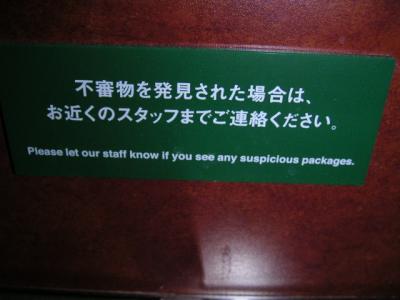 不審物を発見された場合は、
お近くのスタッフまでご連絡ください。
Please let our staff know if you see any suspicious packages.